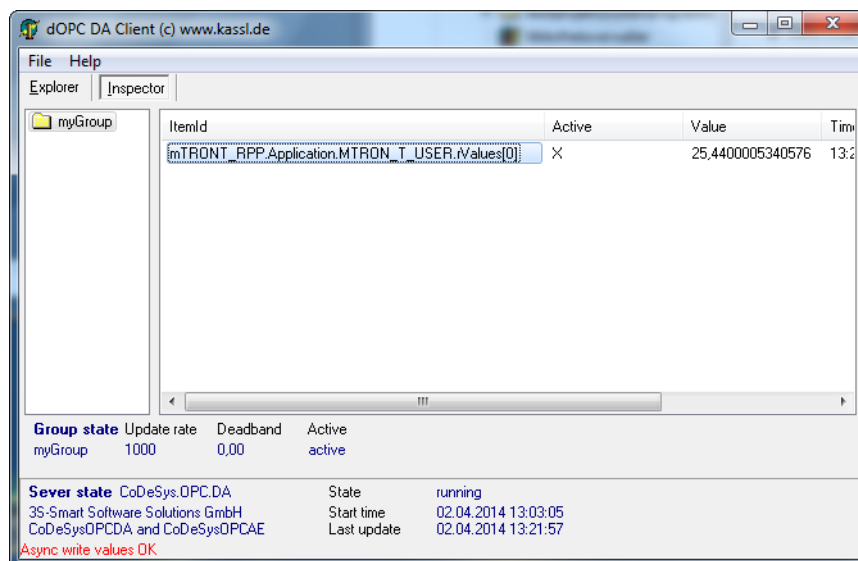 dOPC DA Client (c) www.kassl.de
File Help
Explorer Inspector
myGroup ItemId Active Value
mTRONT_RPP.Application.MTRON_T_USER.rValues[0] X 25,4400005340576
Group state Update rate Deadband Active
myGroup 1000 0,00 active
Sever state CoDeSys.OPC.DA State running
3S-Smart Software Solutions GmbH Start time 02.04.2014 13:03:05
CoDeSysOPCDA and CoDeSysOPCAE Last update 02.04.2014 13:21:57
Async write values OK